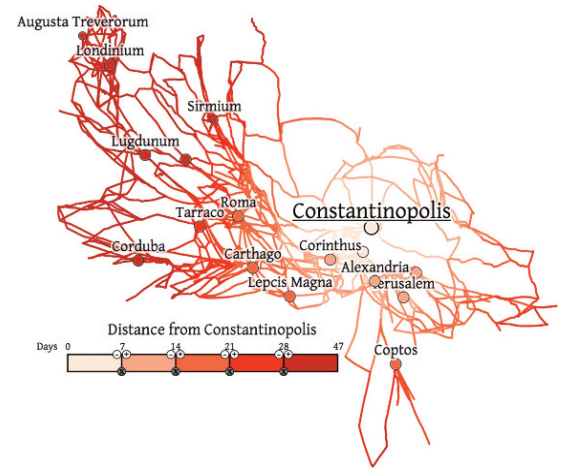 Augusta Treverorum
Londinium
Sirmium
Lugdunum
Roma
Tarraco
Constantinopolis
Corduba
Corinthus
Carthago
Alexandria
Lepcis Magna
Jerusalem
Distance from Constantinopolis
Days 0 7 14 21 28 47
− + − + − + − +
x x x x
Coptos